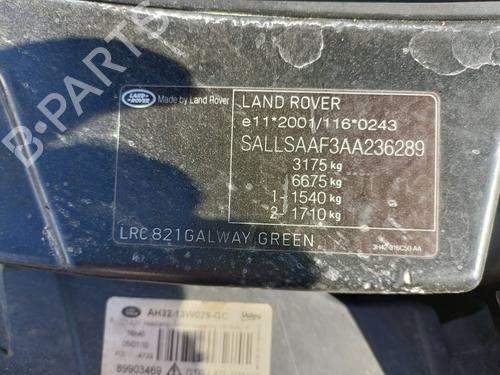 LAND ROVER
Made by Land Rover
LAND ROVER
e11*2001/116*0243
SALLSAAF3AA236289
3175 kg
6675 kg
1- 1540 kg
2- 1710 kg
LRC 821 GALWAY GREEN
AH32-13W029-GC
Valeo
89903469